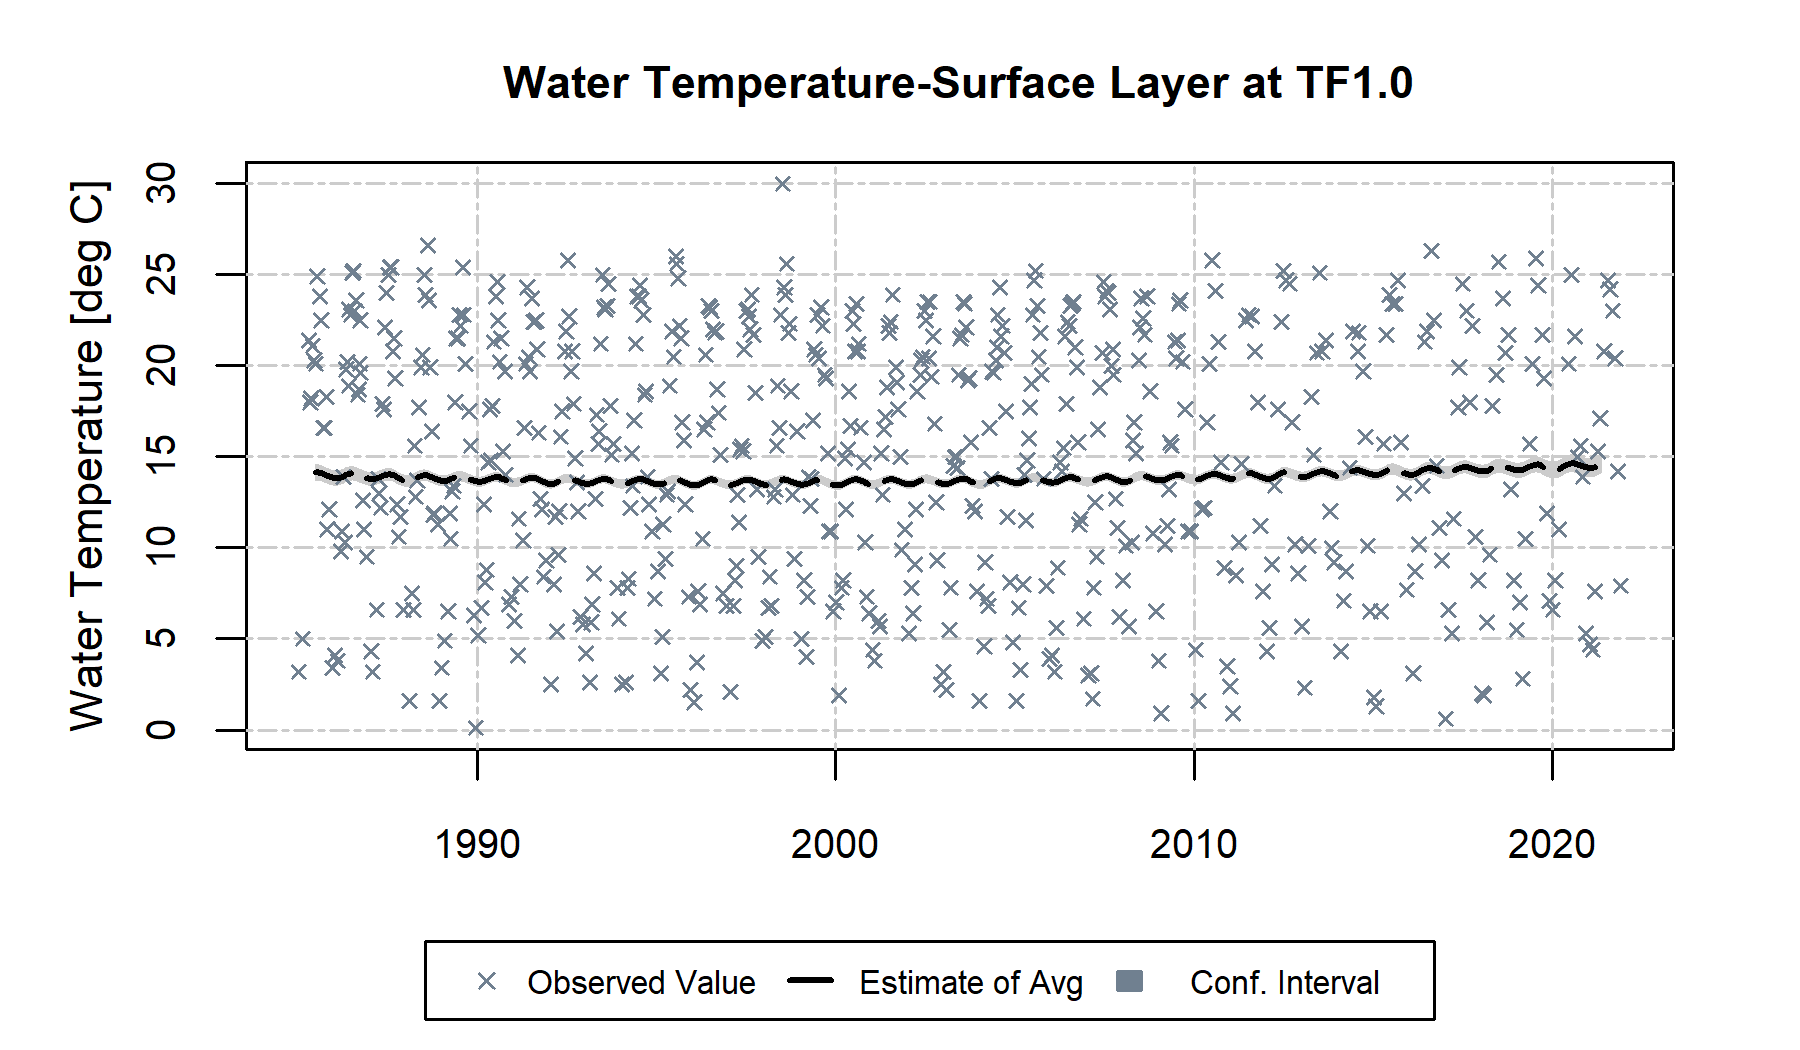 Water Temperature-Surface Layer at TF1.0
Water Temperature [deg C]
30
25
20
15
10
5
0
1990 2000 2010 2020
Observed Value Estimate of Avg Conf. Interval